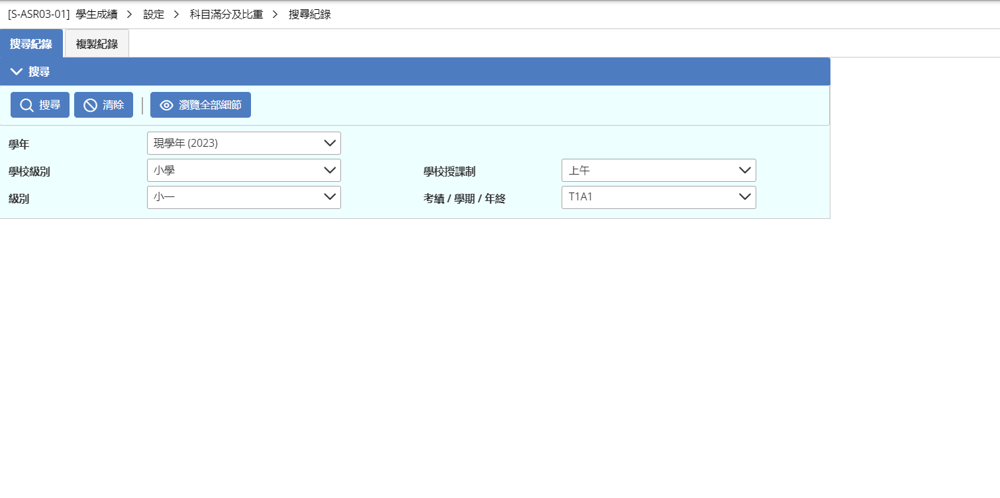 [S-ASR03-01] 學生成績 > 設定 > 科目滿分及比重 > 搜尋紀錄
搜尋紀錄 複製紀錄
搜尋
搜尋 清除 | 瀏覽全部細節
學年 現學年 (2023)
學校級別 小學 學校授課制 上午
級別 小一 考績 / 學期 / 年終 T1A1